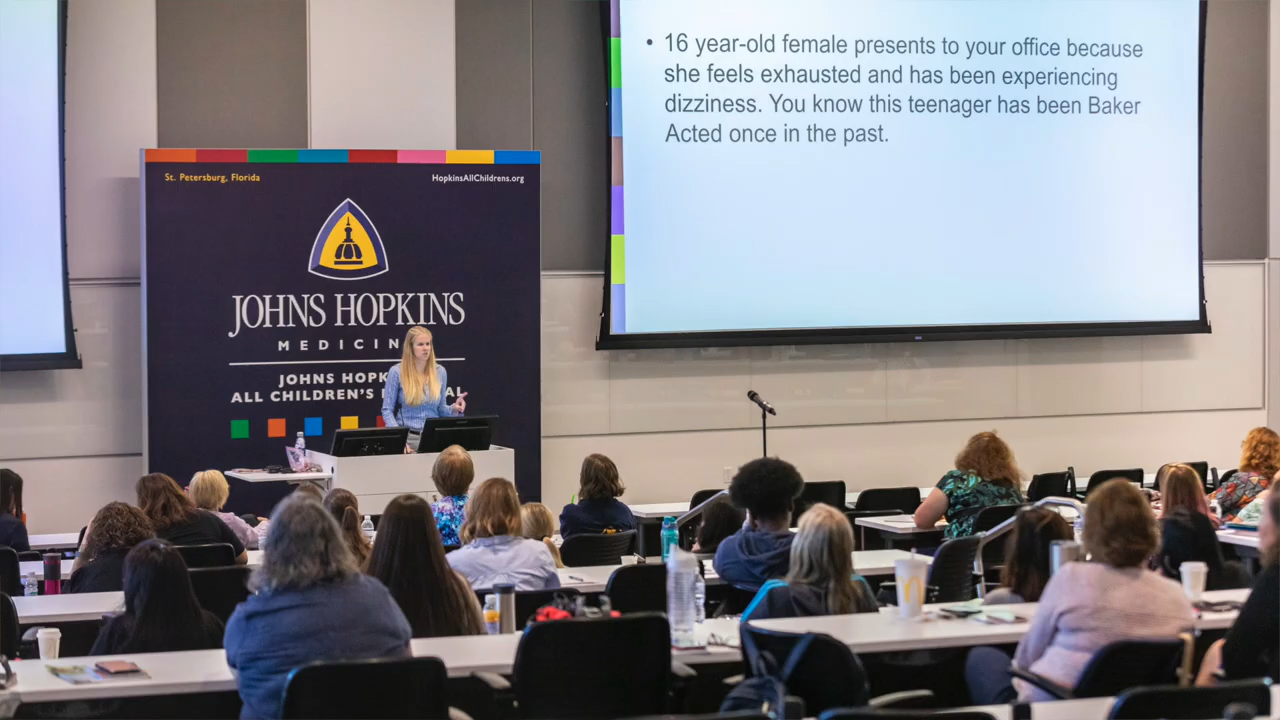 • 16 year-old female presents to your office because
she feels exhausted and has been experiencing
dizziness. You know this teenager has been Baker
Acted once in the past.
St. Petersburg, Florida
HopkinsAllChildrens.org
JOHNS HOPKINS
MEDICIN
JOHNS HOPK
ALL CHILDREN'S H AL